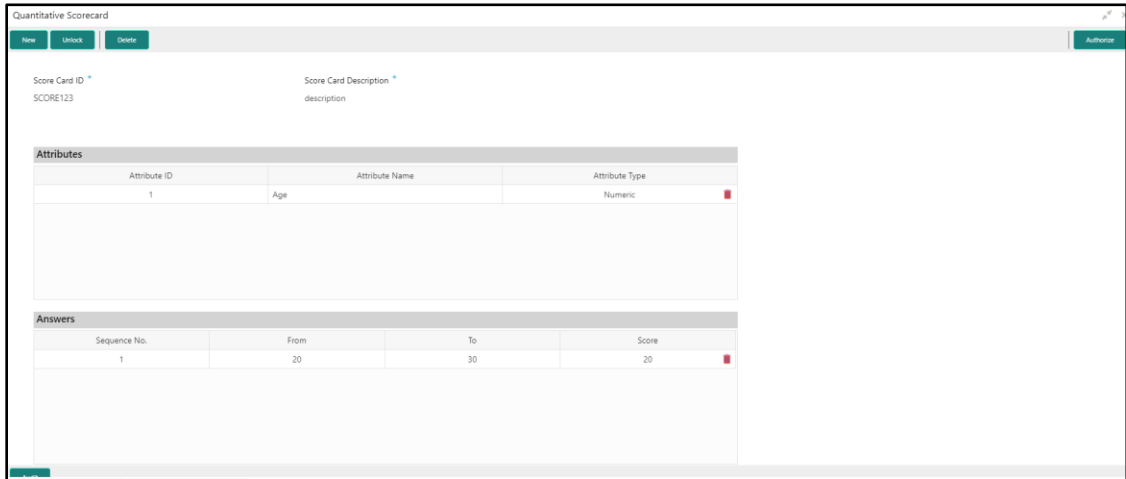 Quantitative Scorecard
New Unlock Delete Authorize
Score Card ID * Score Card Description *
SCORE123 description
Attributes
Attribute ID Attribute Name Attribute Type
1 Age Numeric
Answers
Sequence No. From To Score
1 20 30 20